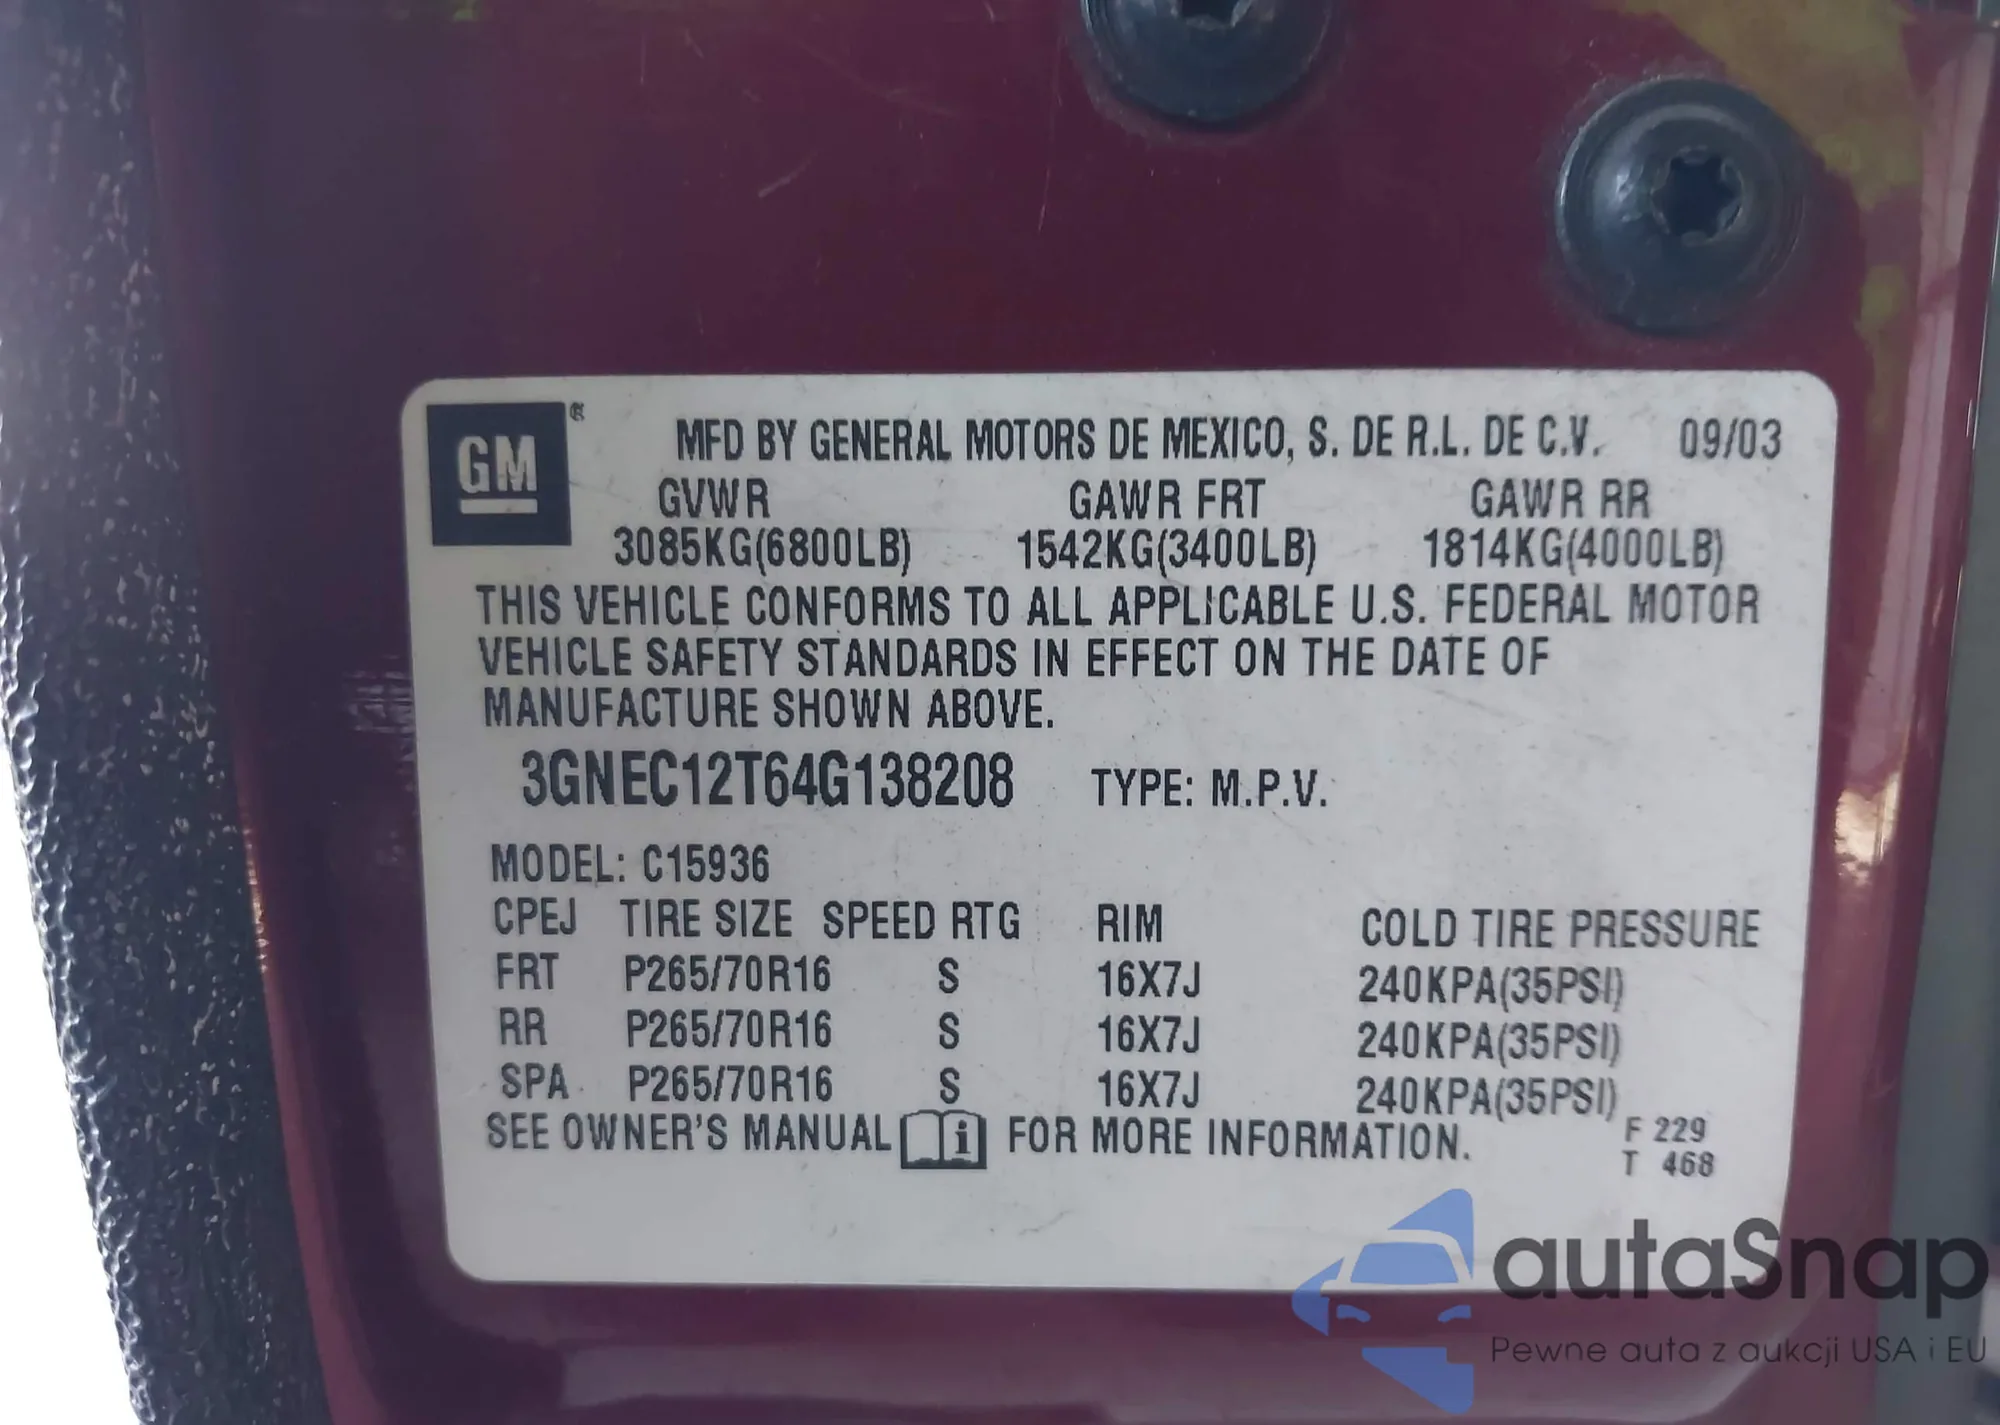 GM ®
MFD BY GENERAL MOTORS DE MEXICO, S. DE R.L. DE C.V. 09/03
GVWR GAWR FRT GAWR RR
3085KG(6800LB) 1542KG(3400LB) 1814KG(4000LB)
THIS VEHICLE CONFORMS TO ALL APPLICABLE U.S. FEDERAL MOTOR
VEHICLE SAFETY STANDARDS IN EFFECT ON THE DATE OF
MANUFACTURE SHOWN ABOVE.
3GNEC12T64G138208 TYPE: M.P.V.
MODEL: C15936
CPEJ TIRE SIZE SPEED RTG RIM COLD TIRE PRESSURE
FRT P265/70R16 S 16X7J 240KPA(35PSI)
RR P265/70R16 S 16X7J 240KPA(35PSI)
SPA P265/70R16 S 16X7J 240KPA(35PSI)
SEE OWNER'S MANUAL i FOR MORE INFORMATION.
F 229
T 468
autaSnap
Pewne auta z aukcji USA i EU